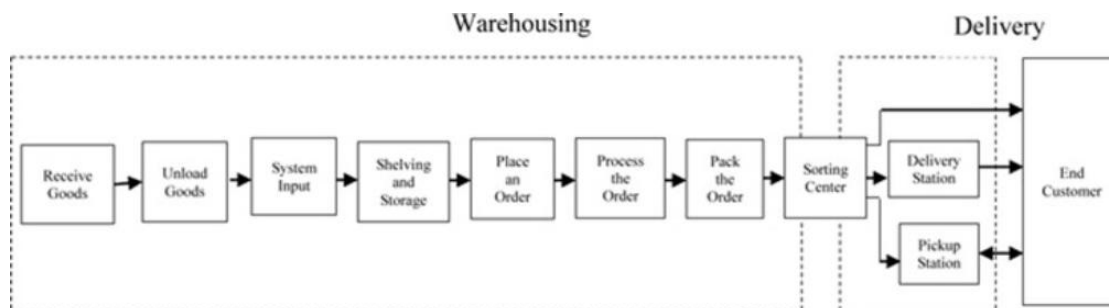 Warehousing
Delivery
Receive
Goods
Unload
Goods
System
Input
Shelving
and
Storage
Place
an
Order
Process
the
Order
Pack
the
Order
Sorting
Center
Delivery
Station
Pickup
Station
End
Customer